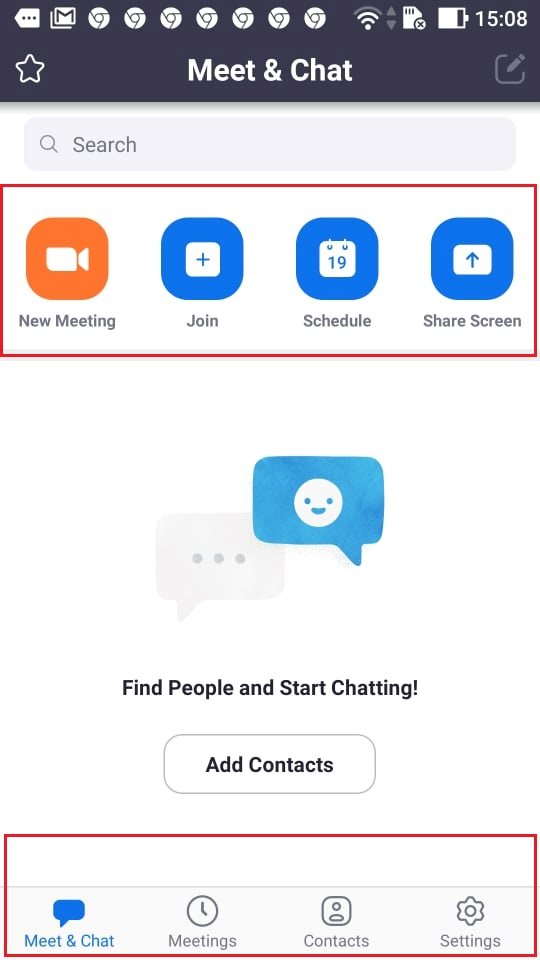 15:08
Meet & Chat
Search
19
New Meeting Join Schedule Share Screen
Find People and Start Chatting!
Add Contacts
Meet & Chat Meetings Contacts Settings